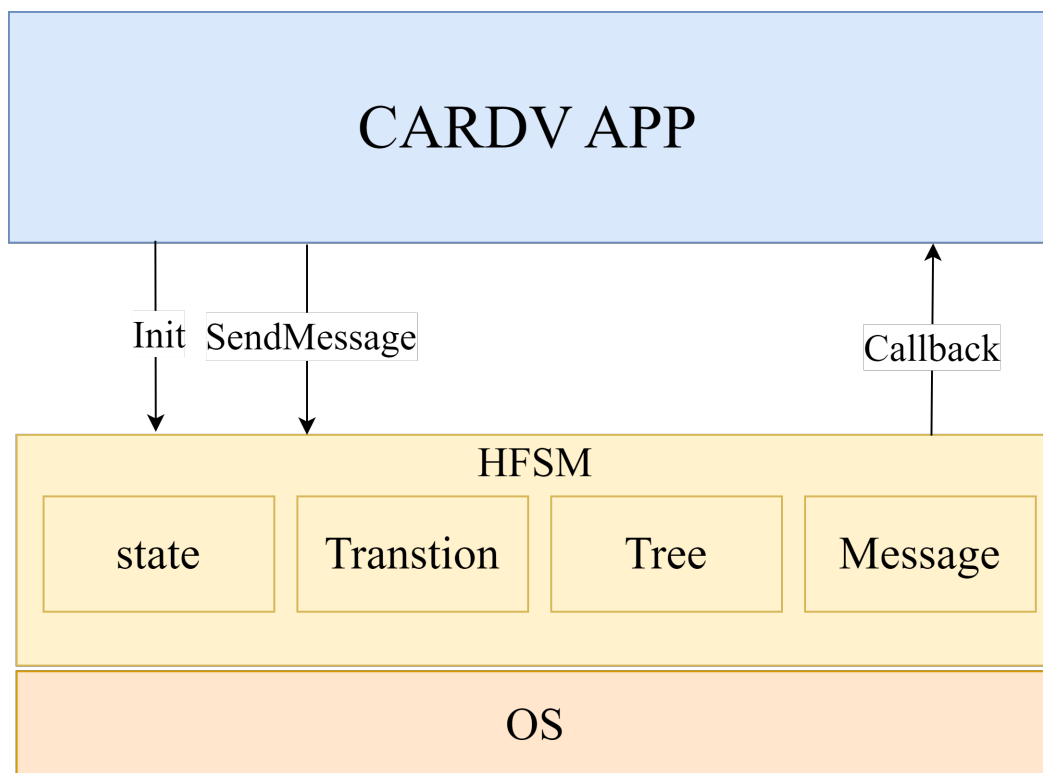 CARDV APP
Init
SendMessage
Callback
HFSM
state
Transtion
Tree
Message
OS